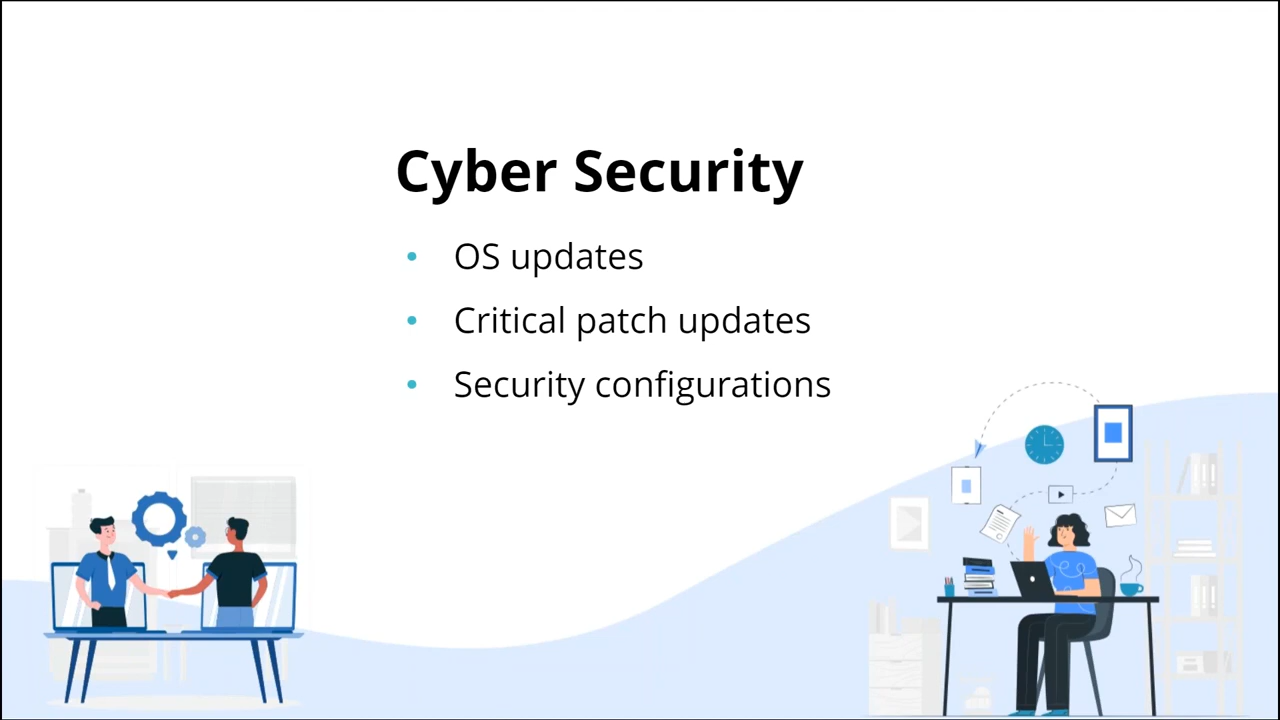 Cyber Security
• OS updates
• Critical patch updates
• Security configurations